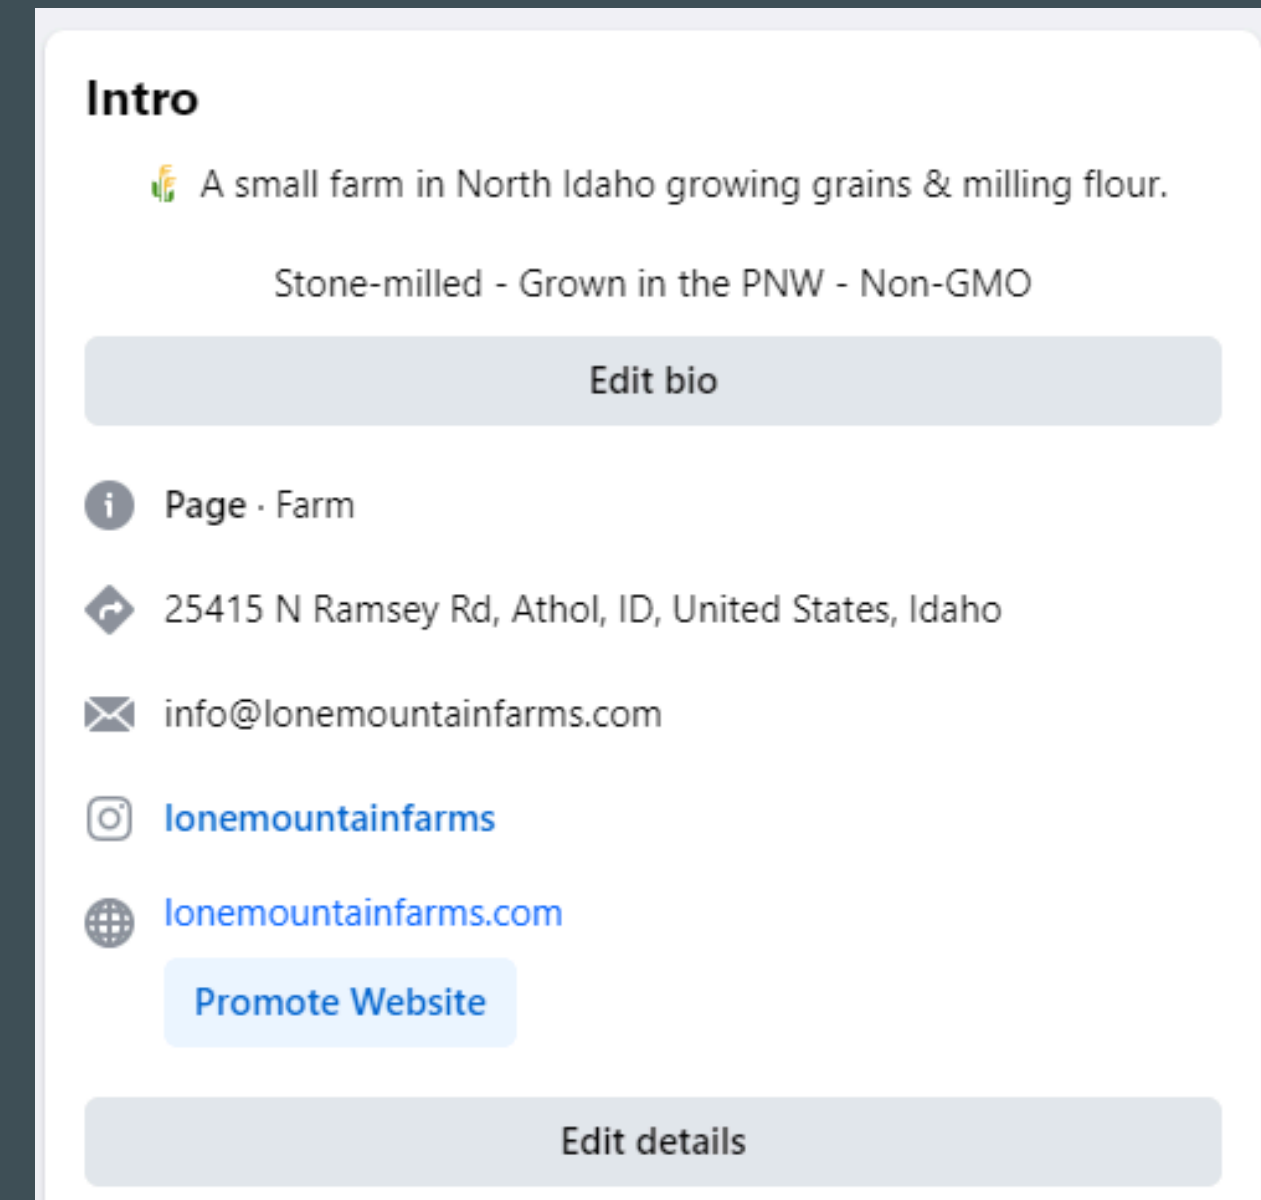 Intro
🌾 A small farm in North Idaho growing grains & milling flour.
Stone-milled - Grown in the PNW - Non-GMO
Edit bio
Page · Farm
25415 N Ramsey Rd, Athol, ID, United States, Idaho
info@lonemountainfarms.com
lonemountainfarms
lonemountainfarms.com
Promote Website
Edit details